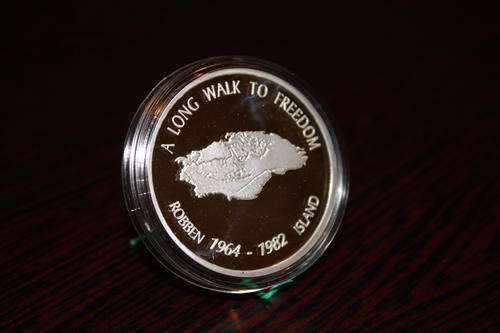 A LONG WALK TO FREEDOM
ROBBEN 1964 - 1982 ISLAND